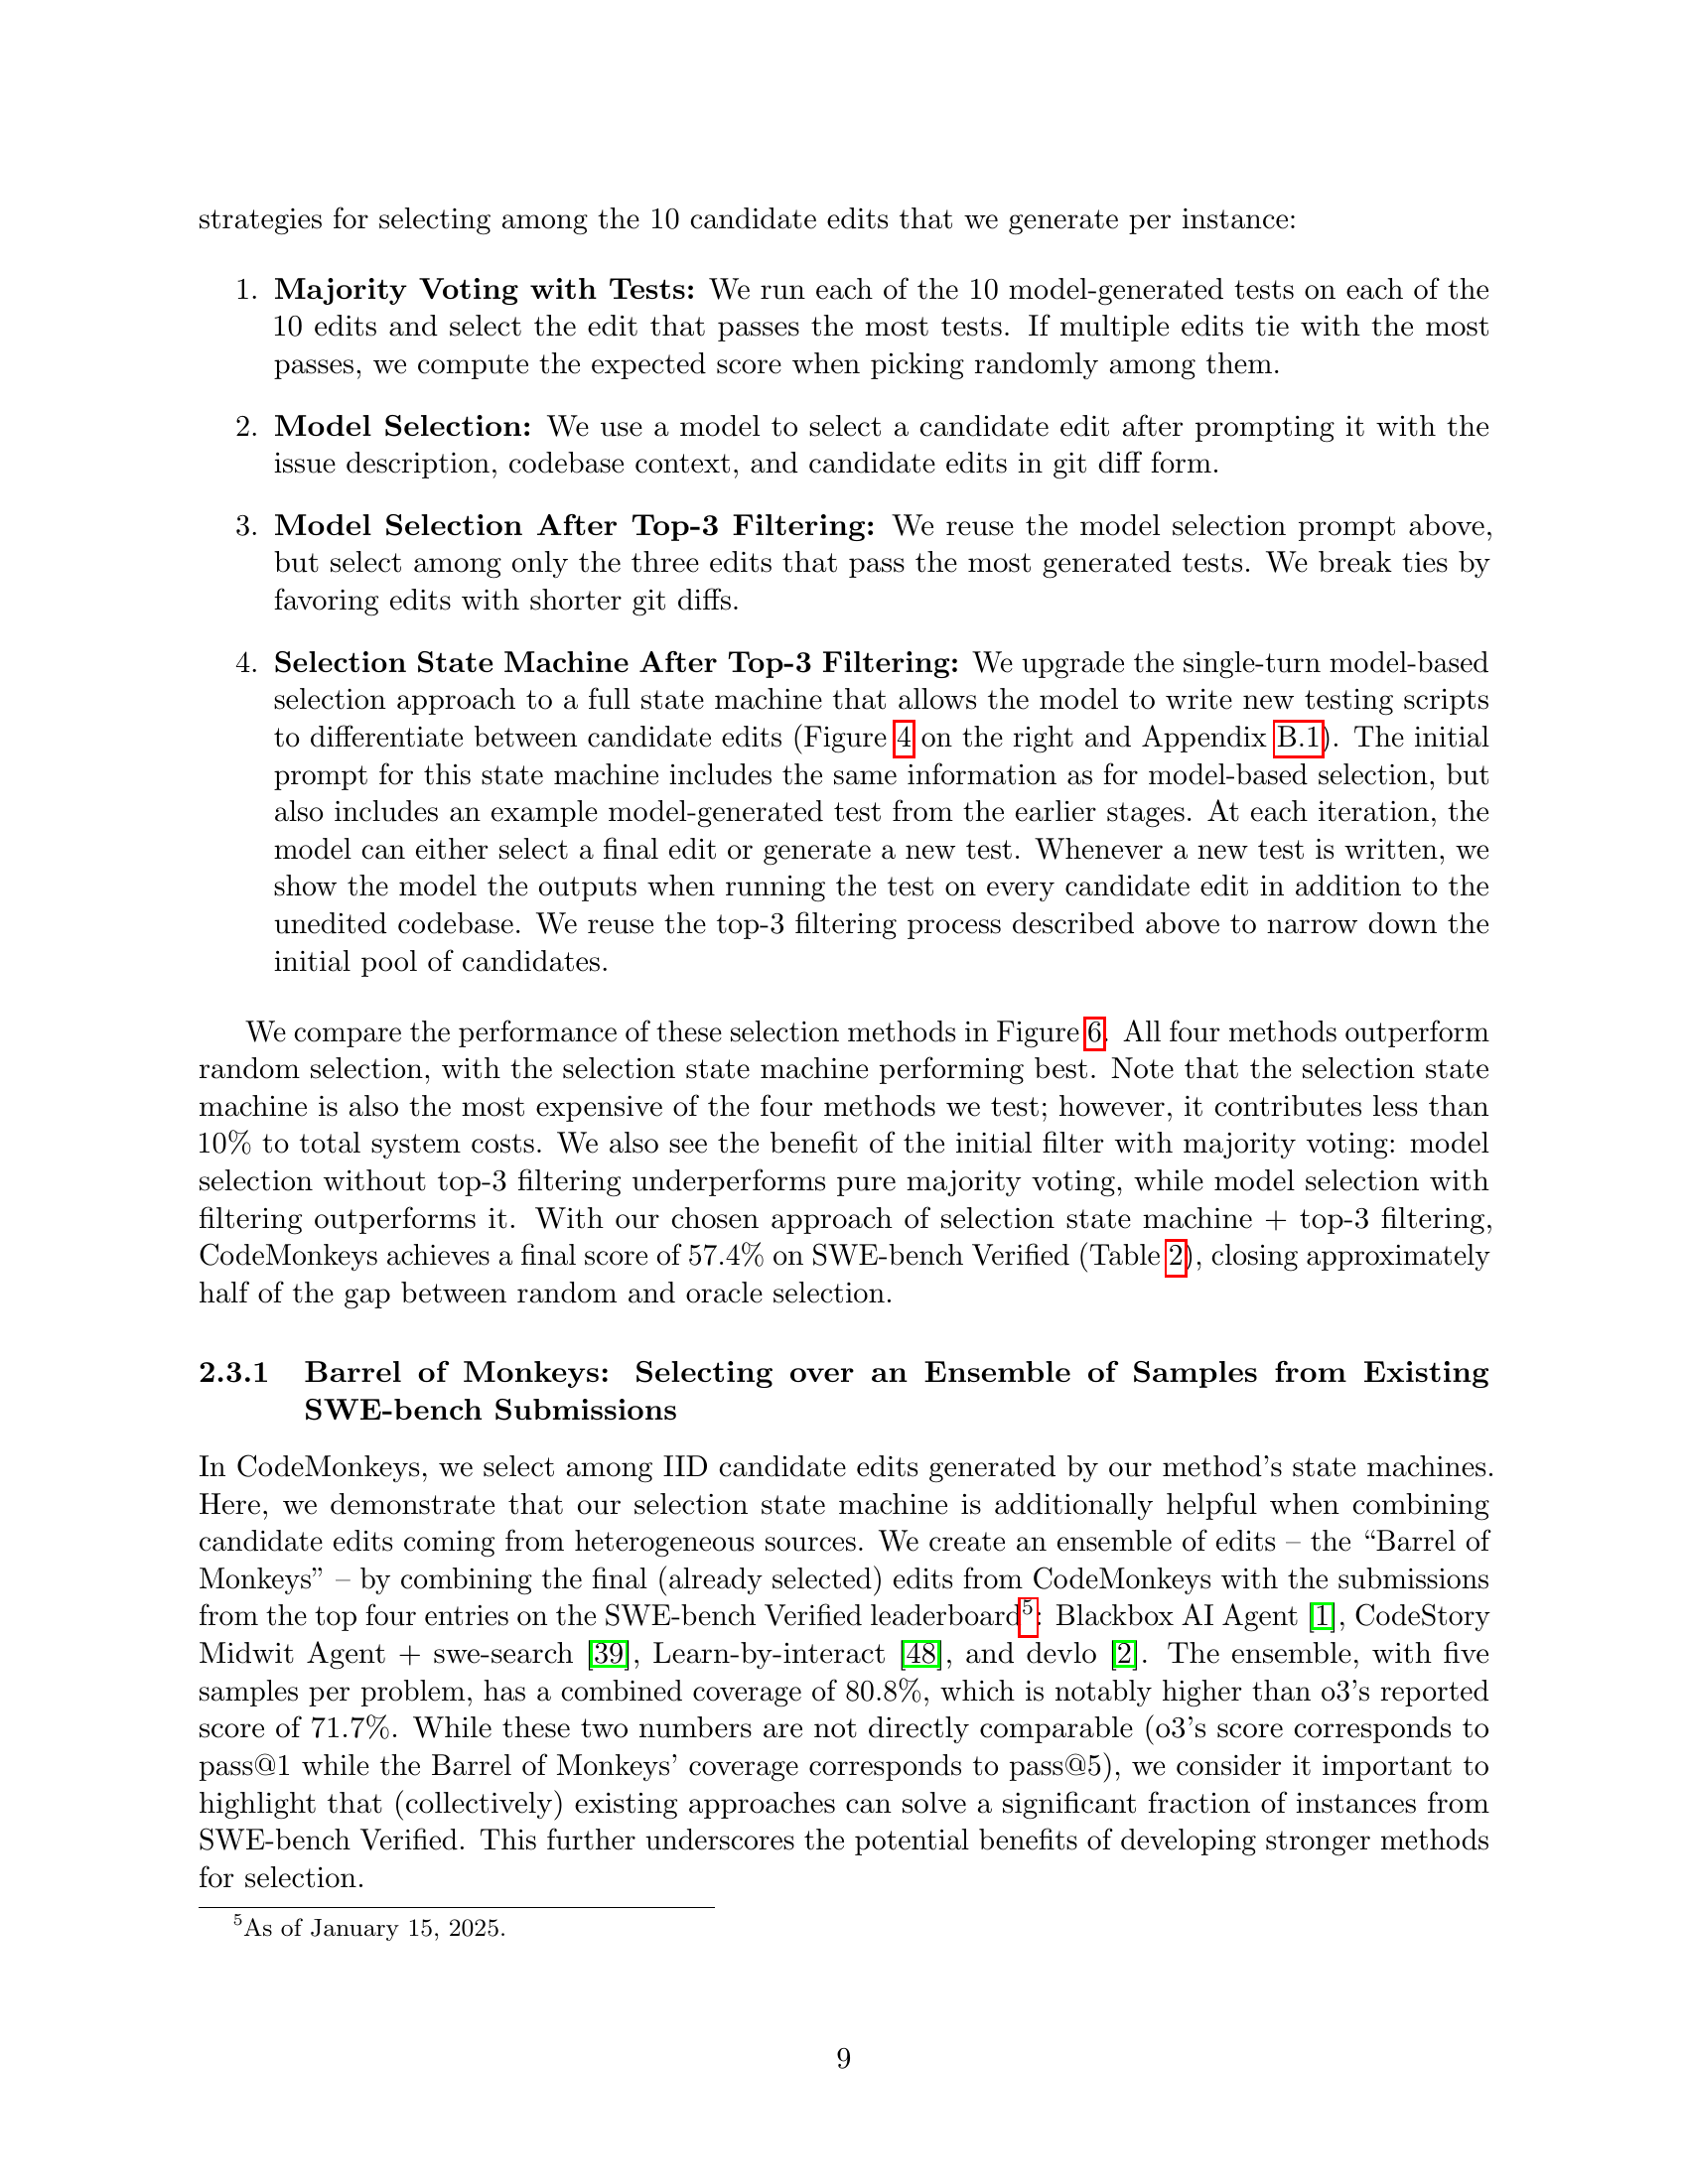 strategies for selecting among the 10 candidate edits that we generate per instance:
1. Majority Voting with Tests: We run each of the 10 model-generated tests on each of the
10 edits and select the edit that passes the most tests. If multiple edits tie with the most
passes, we compute the expected score when picking randomly among them.
2. Model Selection: We use a model to select a candidate edit after prompting it with the
issue description, codebase context, and candidate edits in git diff form.
3. Model Selection After Top-3 Filtering: We reuse the model selection prompt above,
but select among only the three edits that pass the most generated tests. We break ties by
favoring edits with shorter git diffs.
4. Selection State Machine After Top-3 Filtering: We upgrade the single-turn model-based
selection approach to a full state machine that allows the model to write new testing scripts
to differentiate between candidate edits (Figure 4 on the right and Appendix B.1). The initial
prompt for this state machine includes the same information as for model-based selection, but
also includes an example model-generated test from the earlier stages. At each iteration, the
model can either select a final edit or generate a new test. Whenever a new test is written, we
show the model the outputs when running the test on every candidate edit in addition to the
unedited codebase. We reuse the top-3 filtering process described above to narrow down the
initial pool of candidates.
We compare the performance of these selection methods in Figure 6. All four methods outperform
random selection, with the selection state machine performing best. Note that the selection state
machine is also the most expensive of the four methods we test; however, it contributes less than
10% to total system costs. We also see the benefit of the initial filter with majority voting: model
selection without top-3 filtering underperforms pure majority voting, while model selection with
filtering outperforms it. With our chosen approach of selection state machine + top-3 filtering,
CodeMonkeys achieves a final score of 57.4% on SWE-bench Verified (Table 2), closing approximately
half of the gap between random and oracle selection.
2.3.1 Barrel of Monkeys: Selecting over an Ensemble of Samples from Existing
SWE-bench Submissions
In CodeMonkeys, we select among IID candidate edits generated by our method's state machines.
Here, we demonstrate that our selection state machine is additionally helpful when combining
candidate edits coming from heterogeneous sources. We create an ensemble of edits – the “Barrel of
Monkeys” – by combining the final (already selected) edits from CodeMonkeys with the submissions
from the top four entries on the SWE-bench Verified leaderboard5: Blackbox AI Agent [1], CodeStory
Midwit Agent + swe-search [39], Learn-by-interact [48], and devlo [2]. The ensemble, with five
samples per problem, has a combined coverage of 80.8%, which is notably higher than o3's reported
score of 71.7%. While these two numbers are not directly comparable (o3's score corresponds to
pass@1 while the Barrel of Monkeys' coverage corresponds to pass@5), we consider it important to
highlight that (collectively) existing approaches can solve a significant fraction of instances from
SWE-bench Verified. This further underscores the potential benefits of developing stronger methods
for selection.
5As of January 15, 2025.
9